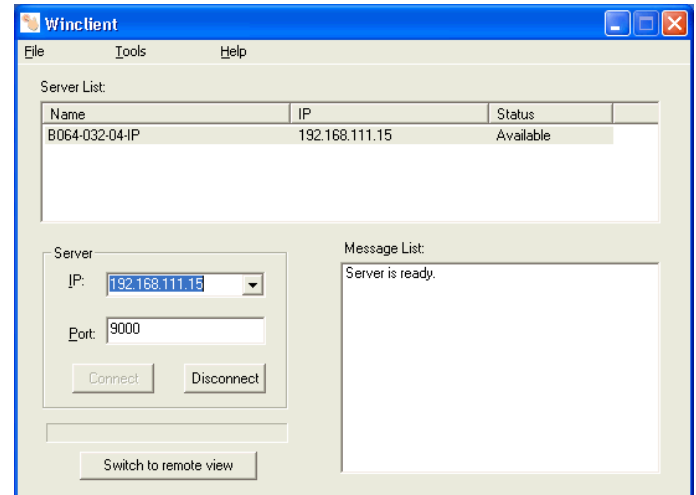 Winclient
File Tools Help
Server List:
Name IP Status
B064-032-04-IP 192.168.111.15 Available
Server
IP: 192.168.111.15
Port: 9000
Connect Disconnect
Switch to remote view
Message List:
Server is ready.